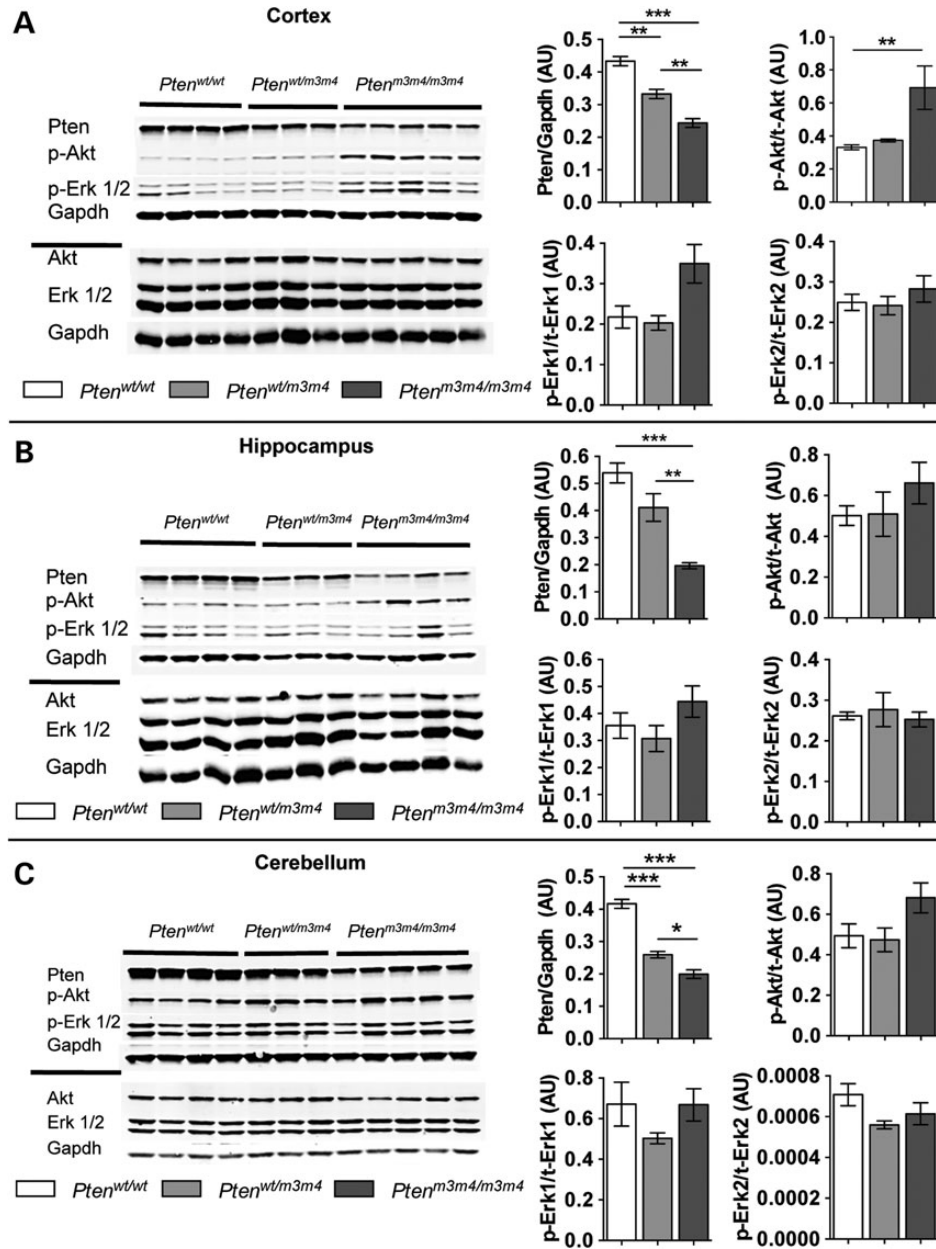 A
Cortex
Pten^wt/wt Pten^wt/m3m4 Pten^m3m4/m3m4
Pten
p-Akt
p-Erk 1/2
Gapdh
Akt
Erk 1/2
Gapdh
Pten^wt/wt Pten^wt/m3m4 Pten^m3m4/m3m4
Pten/Gapdh (AU)
0.5
0.4
0.3
0.2
0.1
0.0
***
**
**
p-Akt/t-Akt (AU)
1.0
0.8
0.6
0.4
0.2
0.0
**
p-Erk1/t-Erk1 (AU)
0.4
0.3
0.2
0.1
0.0
p-Erk2/t-Erk2 (AU)
0.4
0.3
0.2
0.1
0.0
B
Hippocampus
Pten^wt/wt Pten^wt/m3m4 Pten^m3m4/m3m4
Pten
p-Akt
p-Erk 1/2
Gapdh
Akt
Erk 1/2
Gapdh
Pten^wt/wt Pten^wt/m3m4 Pten^m3m4/m3m4
Pten/Gapdh (AU)
0.6
0.5
0.4
0.3
0.2
0.1
0.0
***
**
p-Akt/t-Akt (AU)
0.8
0.6
0.4
0.2
0.0
p-Erk1/t-Erk1 (AU)
0.6
0.5
0.4
0.3
0.2
0.1
0.0
p-Erk2/t-Erk2 (AU)
0.4
0.3
0.2
0.1
0.0
C
Cerebellum
Pten^wt/wt Pten^wt/m3m4 Pten^m3m4/m3m4
Pten
p-Akt
p-Erk 1/2
Gapdh
Akt
Erk 1/2
Gapdh
Pten^wt/wt Pten^wt/m3m4 Pten^m3m4/m3m4
Pten/Gapdh (AU)
0.5
0.4
0.3
0.2
0.1
0.0
***
***
*
p-Akt/t-Akt (AU)
0.8
0.6
0.4
0.2
0.0
p-Erk1/t-Erk1 (AU)
0.8
0.6
0.4
0.2
0.0
p-Erk2/t-Erk2 (AU)
0.0008
0.0006
0.0004
0.0002
0.0000